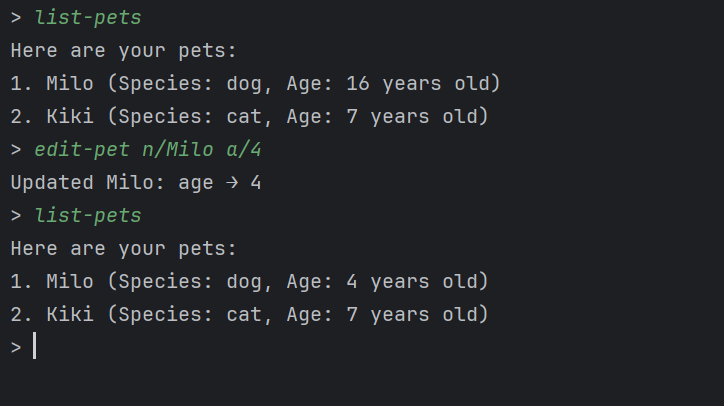 > list-pets
Here are your pets:
1. Milo (Species: dog, Age: 16 years old)
2. Kiki (Species: cat, Age: 7 years old)
> edit-pet n/Milo a/4
Updated Milo: age → 4
> list-pets
Here are your pets:
1. Milo (Species: dog, Age: 4 years old)
2. Kiki (Species: cat, Age: 7 years old)
>